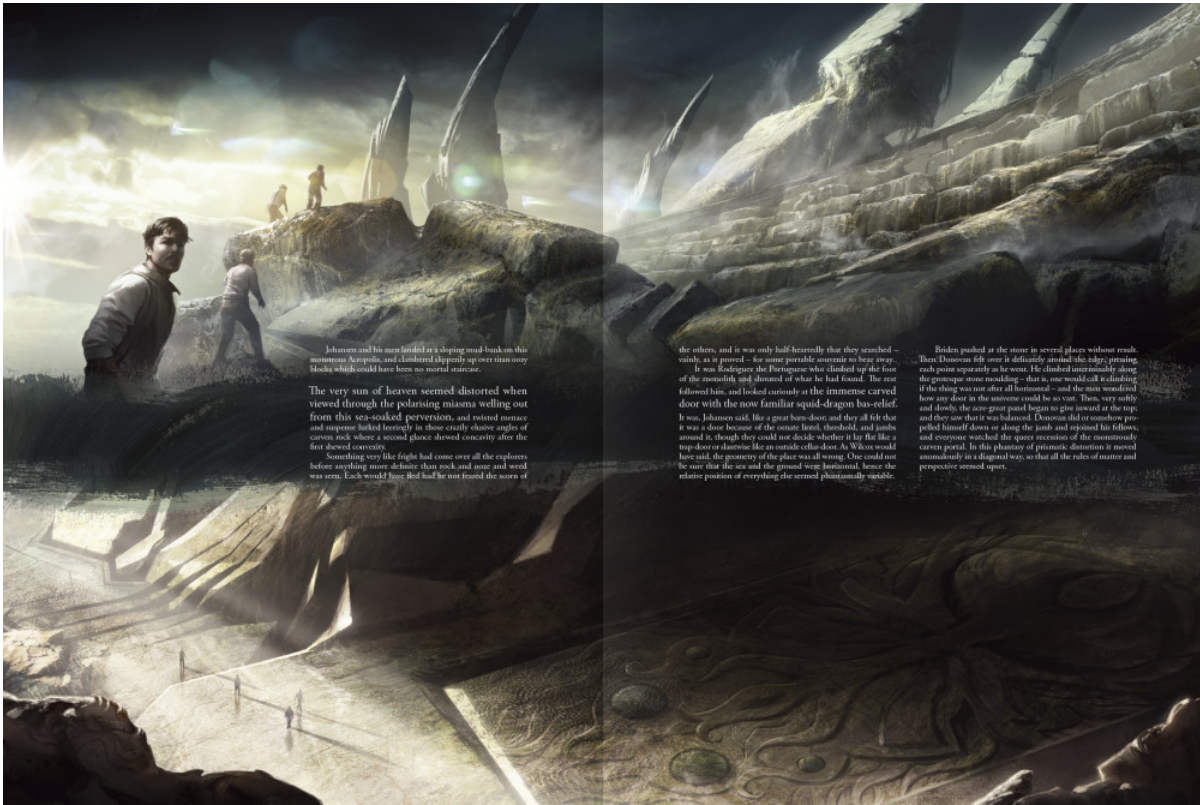 Johansen and his men landed at a sloping mud-bank on this
monstrous Acropolis, and clambered slipperily up over titan oozy
blocks which could have been no mortal staircase.
The very sun of heaven seemed distorted when
viewed through the polarising miasma welling out
from this sea-soaked perversion, and twisted menace
and suspense lurked leeringly in those crazily elusive angles of
carven rock where a second glance shewed concavity after the
first shewed convexity.
Something very like fright had come over all the explorers
before anything more definite than rock and ooze and weed
was seen. Each would have fled had he not feared the scorn of
the others, and it was only half-heartedly that they searched –
vainly, as it proved – for some portable souvenir to bear away.
It was Rodriguez the Portuguese who climbed up the foot
of the monolith and shouted of what he had found. The rest
followed him, and looked curiously at the immense carved
door with the now familiar squid-dragon bas-relief.
It was, Johansen said, like a great barn-door; and they all felt that
it was a door because of the ornate lintel, threshold, and jambs
around it, though they could not decide whether it lay flat like a
trap-door or slantwise like an outside cellar-door. As Wilcox would
have said, the geometry of the place was all wrong. One could not
be sure that the sea and the ground were horizontal, hence the
relative position of everything else seemed phantasmally variable.
Briden pushed at the stone in several places without result.
Then Donovan felt over it delicately around the edge, pressing
each point separately as he went. He climbed interminably along
the grotesque stone moulding – that is, one would call it climbing
if the thing was not after all horizontal – and the men wondered
how any door in the universe could be so vast. Then, very softly
and slowly, the acre-great panel began to give inward at the top;
and they saw that it was balanced. Donovan slid or somehow pro-
pelled himself down or along the jamb and rejoined his fellows,
and everyone watched the queer recession of the monstrously
carven portal. In this phantasy of prismatic distortion it moved
anomalously in a diagonal way, so that all the rules of matter and
perspective seemed upset.